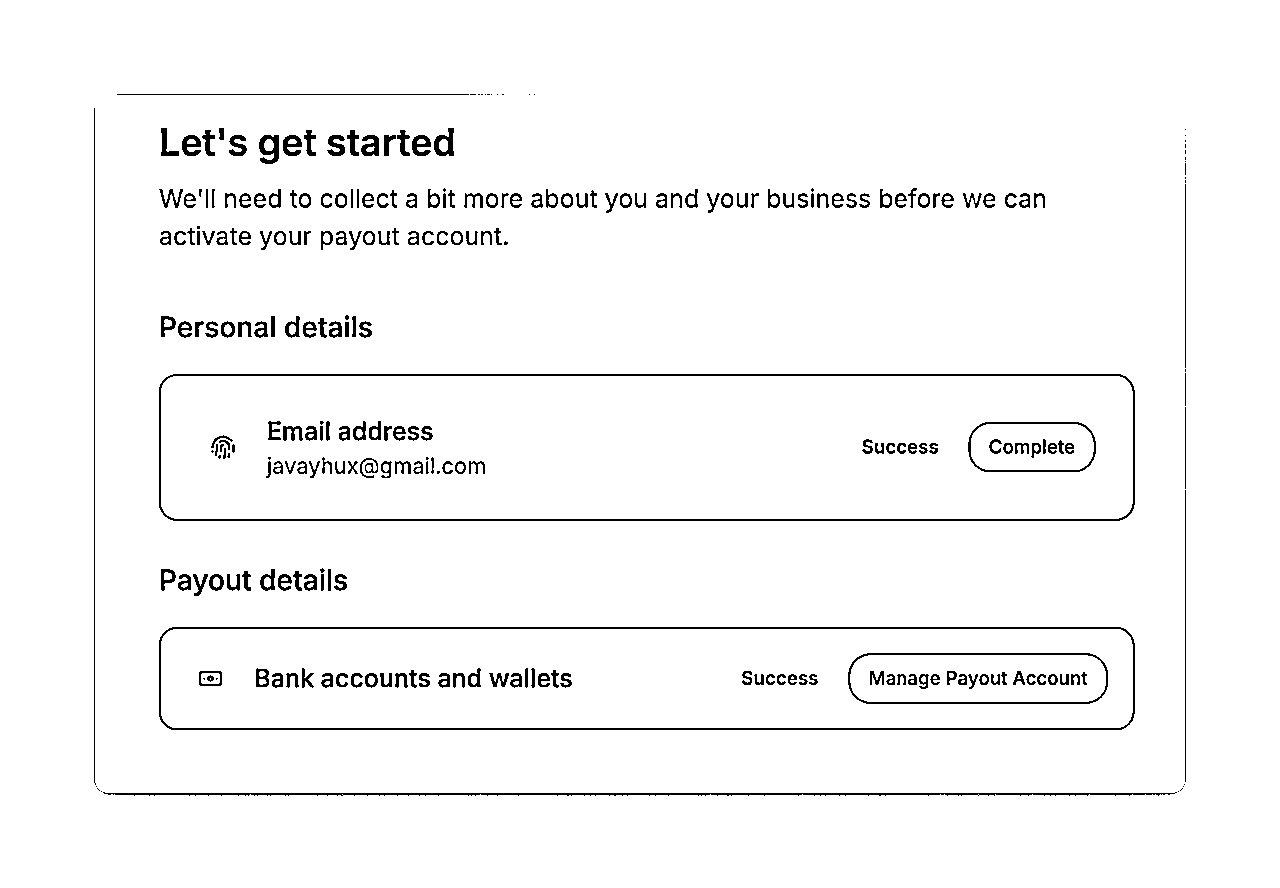 Let's get started
We'll need to collect a bit more about you and your business before we can
activate your payout account.
Personal details
Email address
javayhux@gmail.com
Success
Complete
Payout details
Bank accounts and wallets
Success
Manage Payout Account